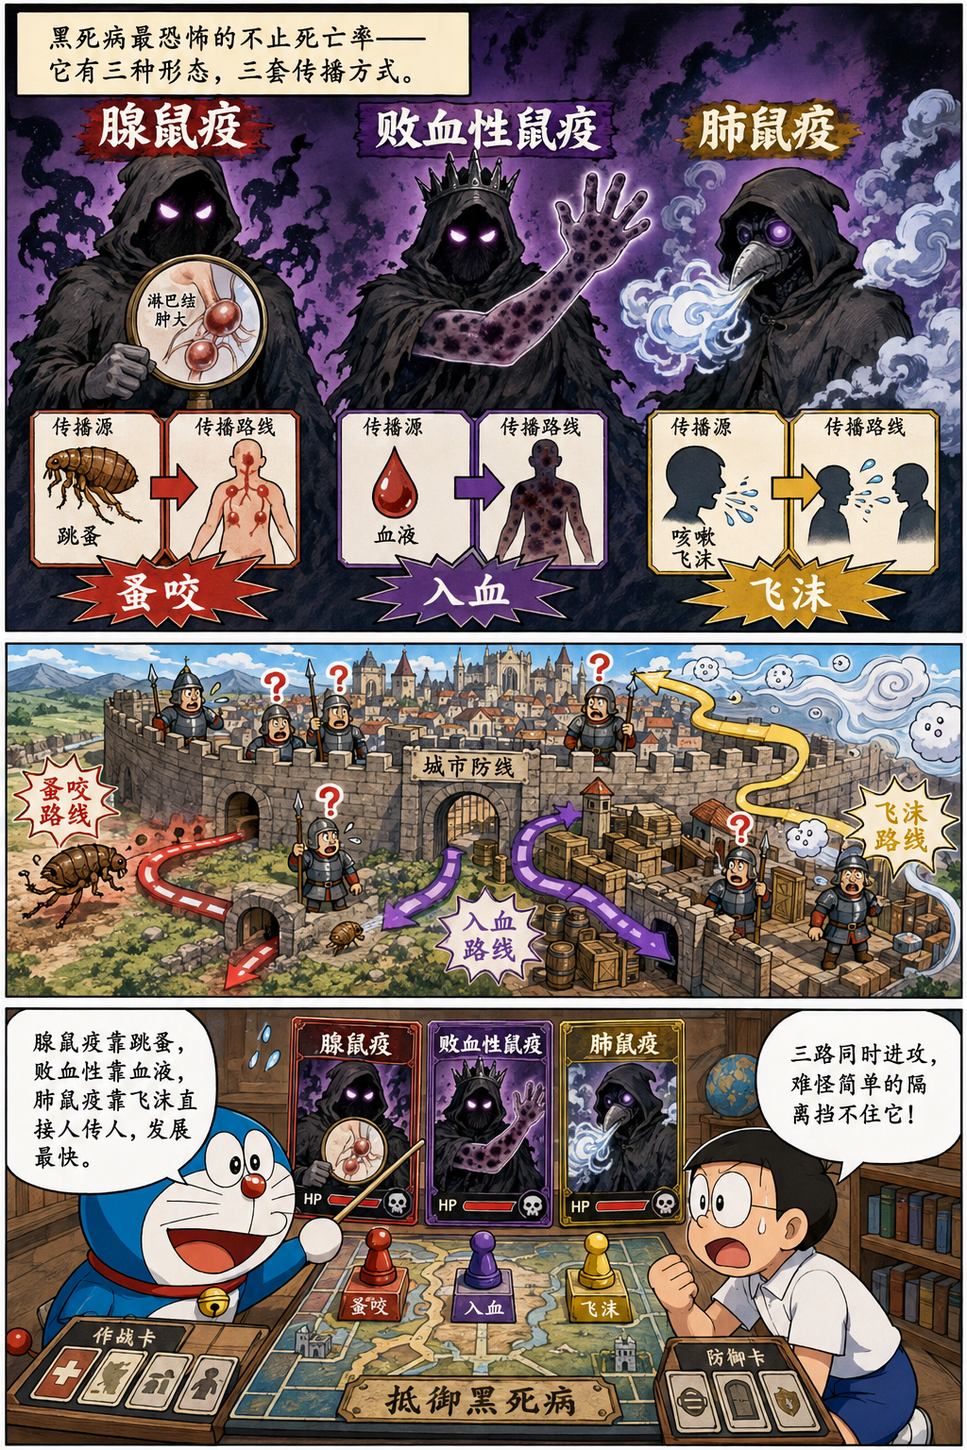 黑死病最恐怖的不止死亡率——
它有三种形态，三套传播方式。
腺鼠疫
败血性鼠疫
肺鼠疫
淋巴结
肿大
传播源
传播路线
跳蚤
蚤咬
传播源
传播路线
血液
入血
传播源
传播路线
咳嗽
飞沫
飞沫
?
?
?
城市防线
蚤咬
路线
?
飞沫
路线
?
入血
路线
腺鼠疫靠跳蚤，
败血性靠血液，
肺鼠疫靠飞沫直
接人传人，发展
最快。
腺鼠疫
HP
败血性鼠疫
HP
肺鼠疫
HP
三路同时进攻，
难怪简单的隔
离挡不住它！
蚤咬
入血
飞沫
作战卡
防御卡
抵御黑死病